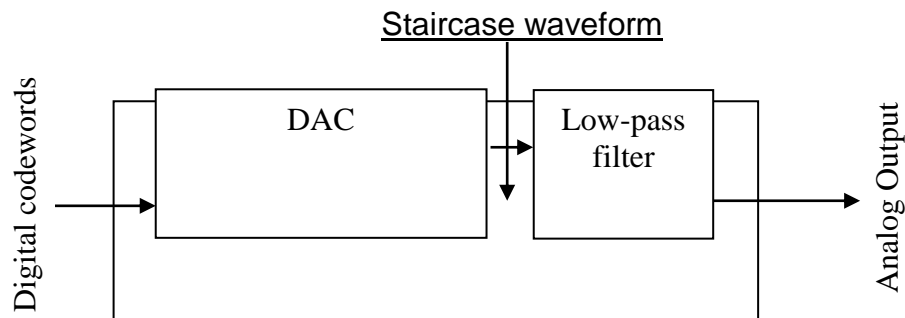 Staircase waveform
Digital codewords
DAC
Low-pass
filter
Analog Output